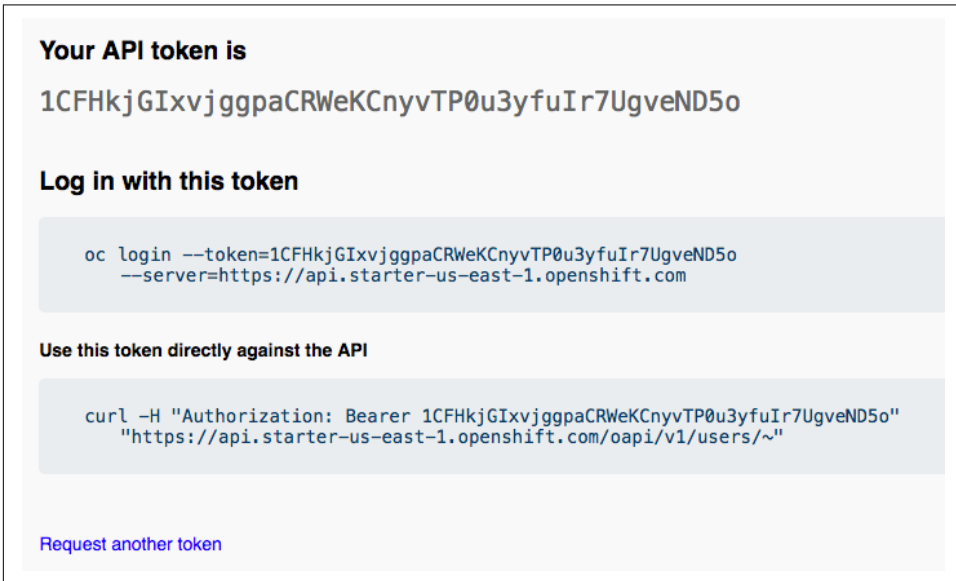 Your API token is
1CFHkjGIxvjggpaCRWeKCnyvTP0u3yfuIr7UgveND5o
Log in with this token
oc login --token=1CFHkjGIxvjggpaCRWeKCnyvTP0u3yfuIr7UgveND5o
--server=https://api.starter-us-east-1.openshift.com
Use this token directly against the API
curl -H "Authorization: Bearer 1CFHkjGIxvjggpaCRWeKCnyvTP0u3yfuIr7UgveND5o"
"https://api.starter-us-east-1.openshift.com/oapi/v1/users/~"
Request another token